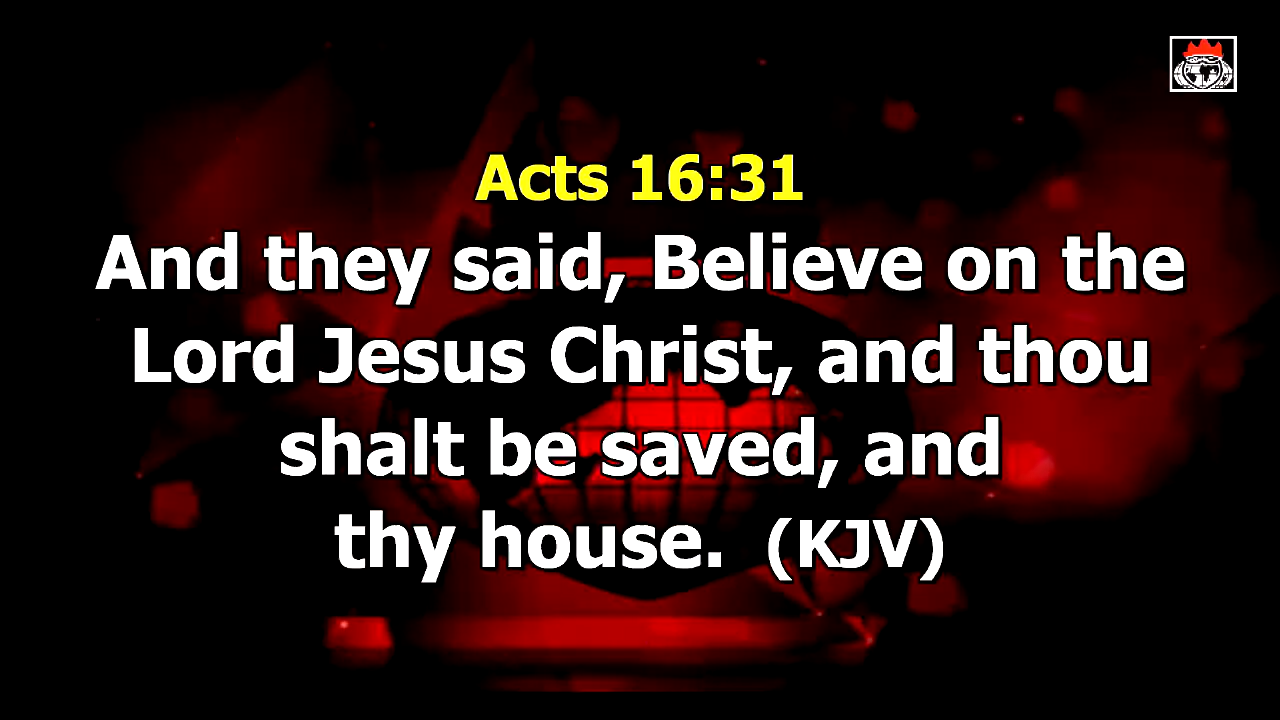 Acts 16:31
And they said, Believe on the
Lord Jesus Christ, and thou
shalt be saved, and
thy house.  (KJV)